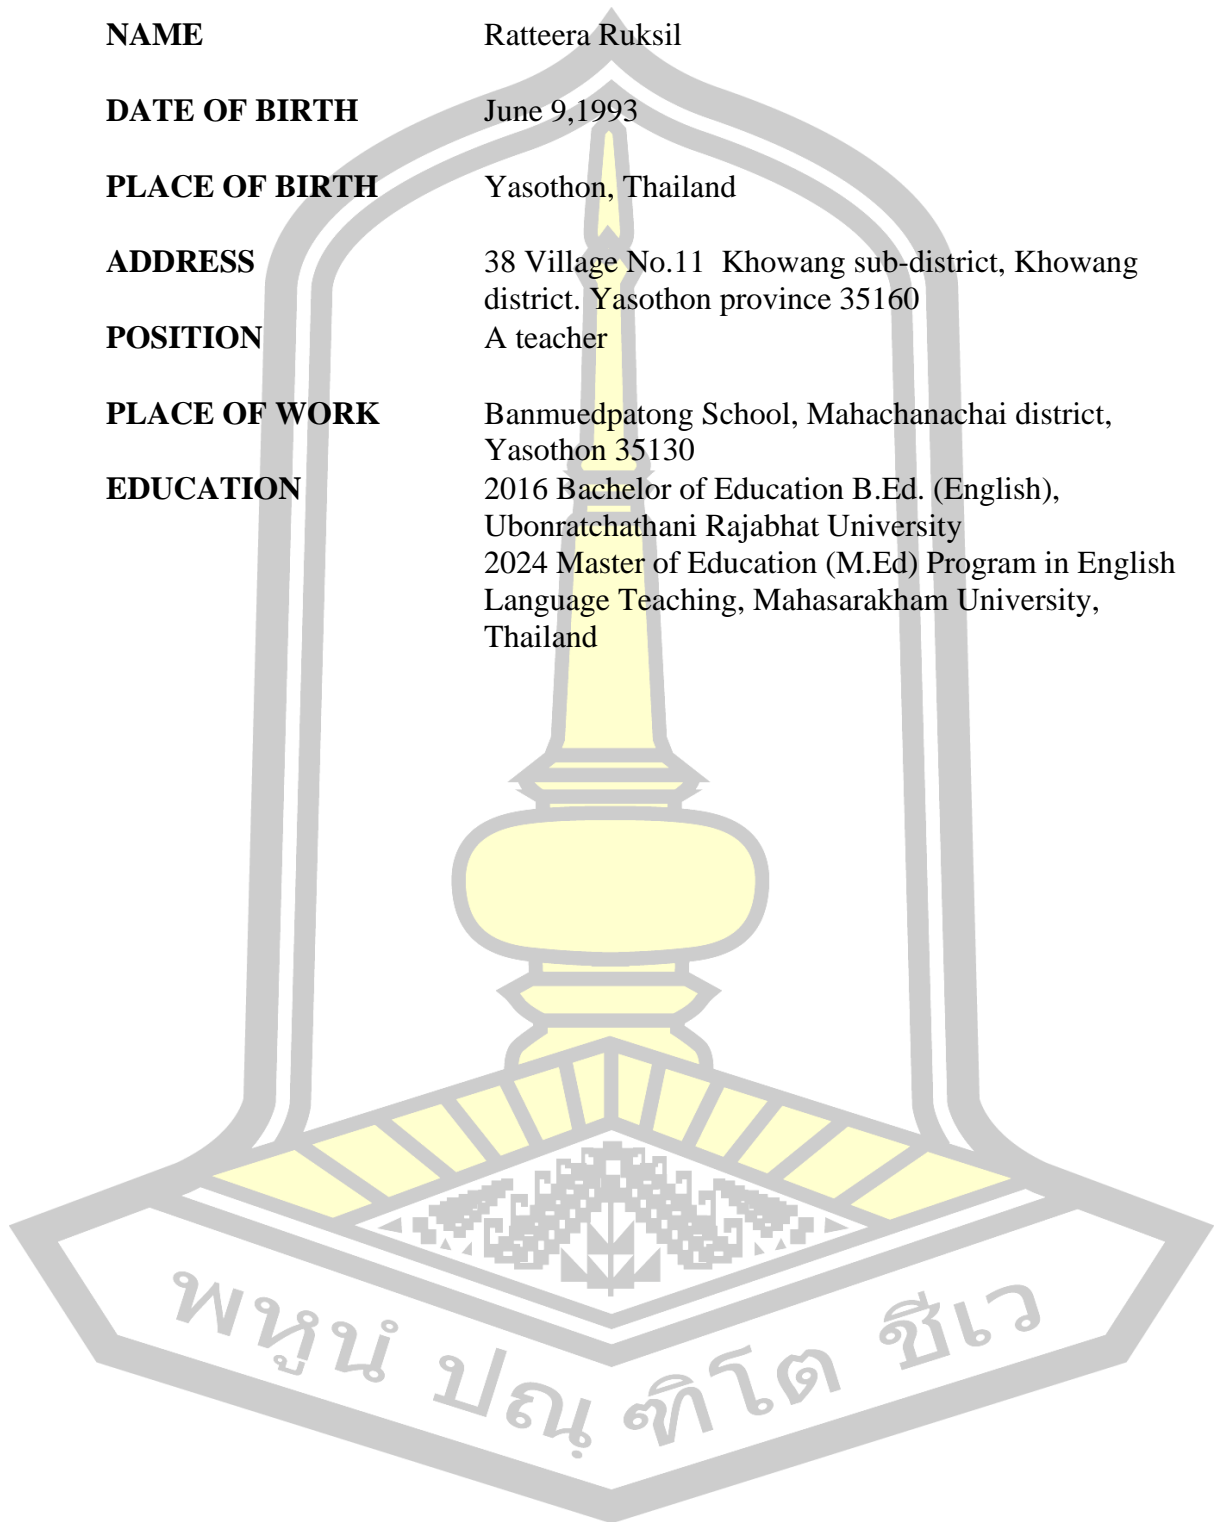 NAME Ratteera Ruksil
DATE OF BIRTH June 9,1993
PLACE OF BIRTH Yasothon, Thailand
ADDRESS 38 Village No.11  Khowang sub-district, Khowang
district. Yasothon province 35160
POSITION A teacher
PLACE OF WORK Banmuedpatong School, Mahachanachai district,
Yasothon 35130
EDUCATION 2016 Bachelor of Education B.Ed. (English),
Ubonratchathani Rajabhat University
2024 Master of Education (M.Ed) Program in English
Language Teaching, Mahasarakham University,
Thailand
พหูนํ ปณฺฑิโต ชีเว